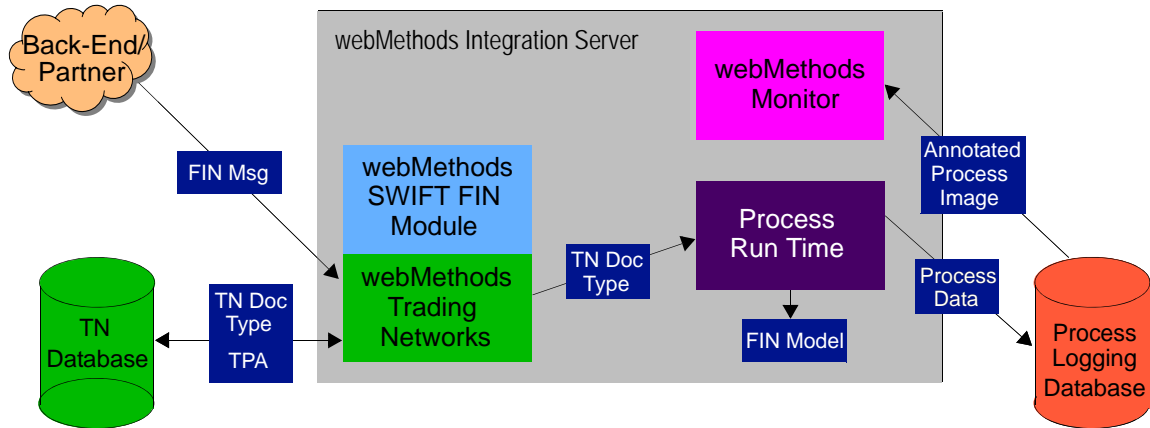 Back-End/
Partner
webMethods Integration Server
webMethods
Monitor
FIN Msg
webMethods
SWIFT FIN
Module
Annotated
Process
Image
Process
Run Time
webMethods
Trading
Networks
TN Doc
Type
Process
Data
TN Doc
Type
TPA
TN
Database
FIN Model
Process
Logging
Database